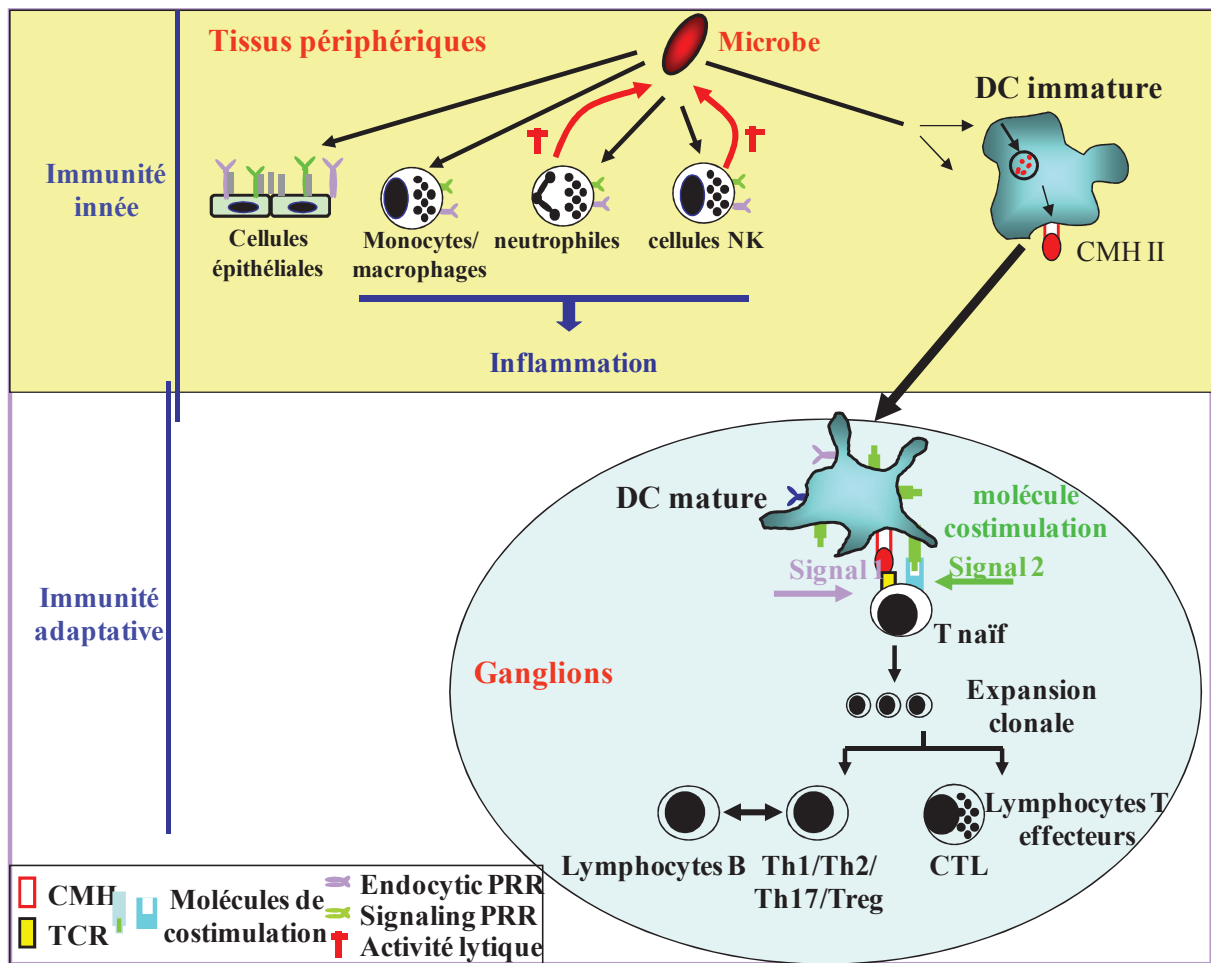 Tissus périphériques
Microbe
DC immature
Immunité
innée
Cellules
épithéliales
Monocytes/
macrophages
neutrophiles
cellules NK
CMH II
Inflammation
DC mature
molécule
costimulation
Signal 1
Signal 2
Immunité
adaptative
T naïf
Ganglions
Expansion
clonale
Lymphocytes T
effecteurs
Lymphocytes B
Th1/Th2/
Th17/Treg
CTL
CMH
TCR
Molécules de
costimulation
Endocytic PRR
Signaling PRR
Activité lytique